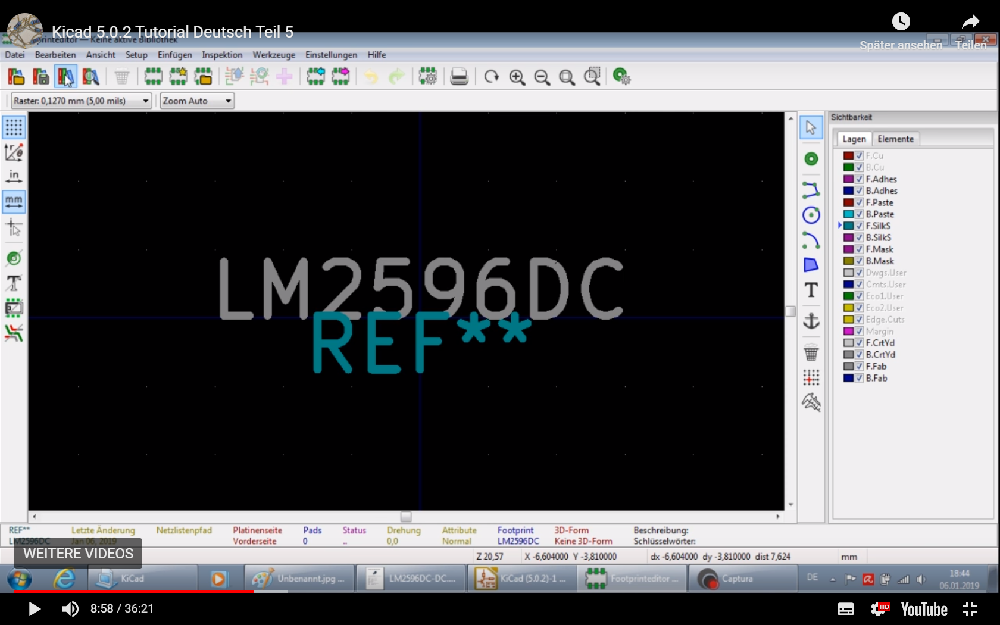 Kicad 5.0.2 Tutorial Deutsch Teil 5
Später ansehen
Teilen
printeditor — Keine aktive Bibliothek
Datei Bearbeiten Ansicht Setup Einfügen Inspektion Werkzeuge Einstellungen Hilfe
Raster: 0,1270 mm (5,00 mils) Zoom Auto
in
mm
LM2596DC
REF**
T
Sichtbarkeit
Lagen Elemente
F.Cu
B.Cu
F.Adhes
B.Adhes
F.Paste
B.Paste
F.SilkS
B.SilkS
F.Mask
B.Mask
Dwgs.User
Cmts.User
Eco1.User
Eco2.User
Edge.Cuts
Margin
F.CrtYd
B.CrtYd
F.Fab
B.Fab
REF** Letzte Änderung Netzlistenpfad Platinenseite Pads Status Drehung Attribute Footprint 3D-Form Beschreibung:
LM2596DC Jan 06, 2019 Vorderseite 0 .. 0,0 Normal LM2596DC Keine 3D-Form Schlüsselwörter:
WEITERE VIDEOS
Z 20,57 X -6,604000 Y -3,810000 dx -6,604000 dy -3,810000 dist 7,624 mm
KiCad Unbenannt.jpg ... LM2596DC-DC.... KiCad (5.0.2)-1 ... Footprinteditor ... Captura DE 18:44
06.01.2019
8:58 / 36:21 HD YouTube